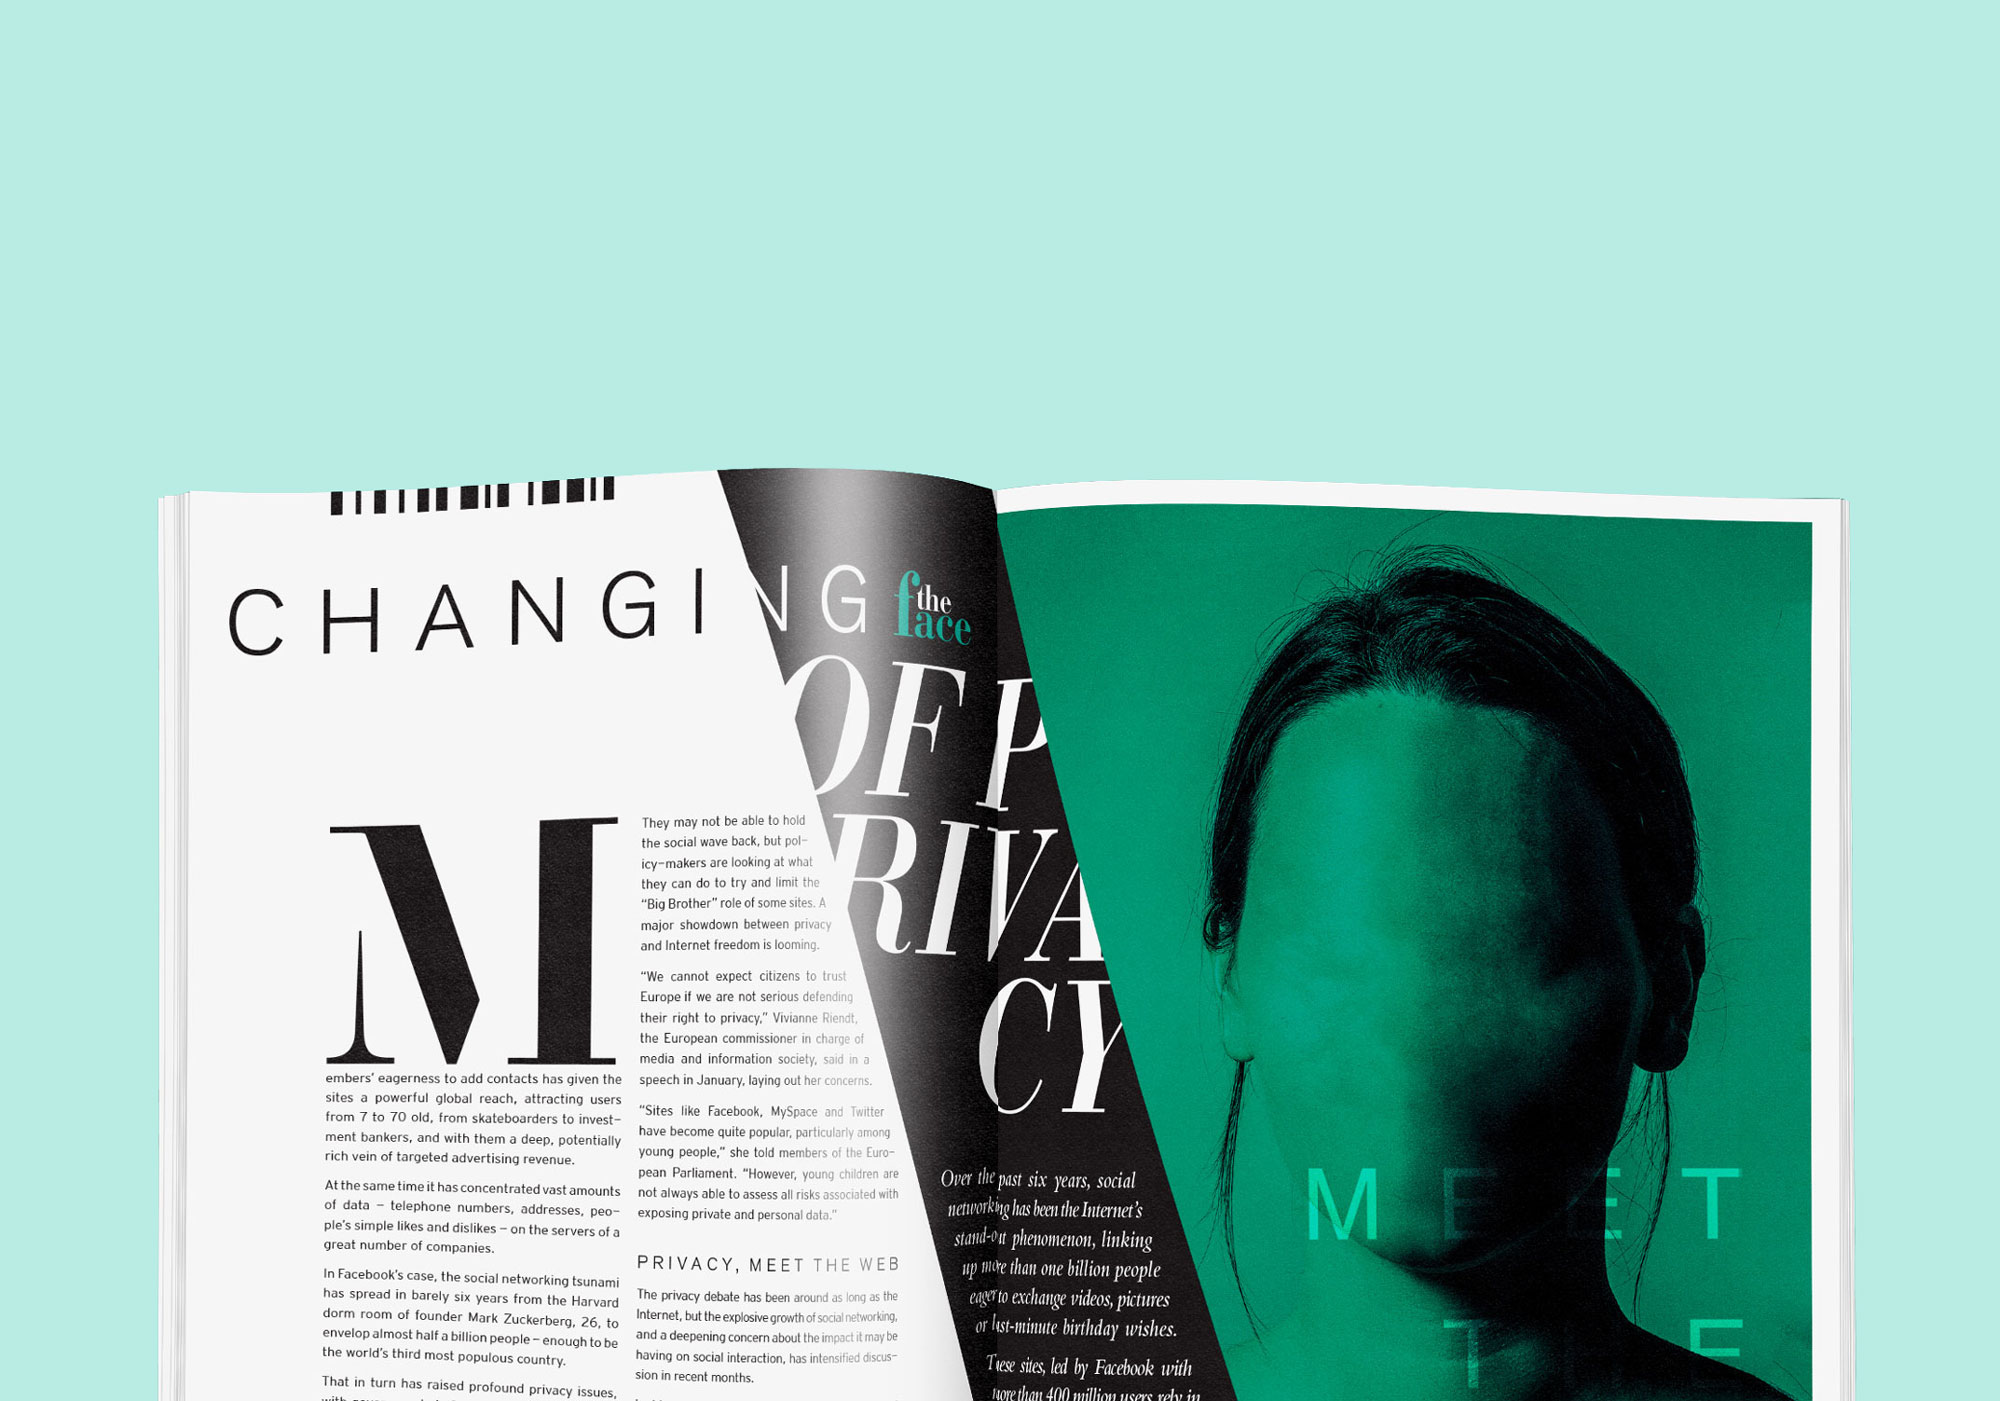 CHANGING
the
face
OF P
RIVA
CY
M
embers’ eagerness to add contacts has given the
sites a powerful global reach, attracting users
from 7 to 70 old, from skateboarders to invest–
ment bankers, and with them a deep, potentially
rich vein of targeted advertising revenue.
At the same time it has concentrated vast amounts
of data – telephone numbers, addresses, peo–
ple’s simple likes and dislikes – on the servers of a
great number of companies.
In Facebook’s case, the social networking tsunami
has spread in barely six years from the Harvard
dorm room of founder Mark Zuckerberg, 26, to
envelop almost half a billion people – enough to be
the world’s third most populous country.
That in turn has raised profound privacy issues,
They may not be able to hold
the social wave back, but pol–
icy–makers are looking at what
they can do to try and limit the
“Big Brother” role of some sites. A
major showdown between privacy
and Internet freedom is looming.
“We cannot expect citizens to trust
Europe if we are not serious defending
their right to privacy,” Vivianne Riendt,
the European commissioner in charge of
media and information society, said in a
speech in January, laying out her concerns.
“Sites like Facebook, MySpace and Twitter
have become quite popular, particularly among
young people,” she told members of the Euro–
pean Parliament. “However, young children are
not always able to assess all risks associated with
exposing private and personal data.”
PRIVACY, MEET THE WEB
The privacy debate has been around as long as the
Internet, but the explosive growth of social networking,
and a deepening concern about the impact it may be
having on social interaction, has intensified discus–
sion in recent months.
Over the past six years, social
networking has been the Internet’s
stand-out phenomenon, linking
up more than one billion people
eager to exchange videos, pictures
or last-minute birthday wishes.
These sites, led by Facebook with
more than 400 million users rely in
MEET
THE